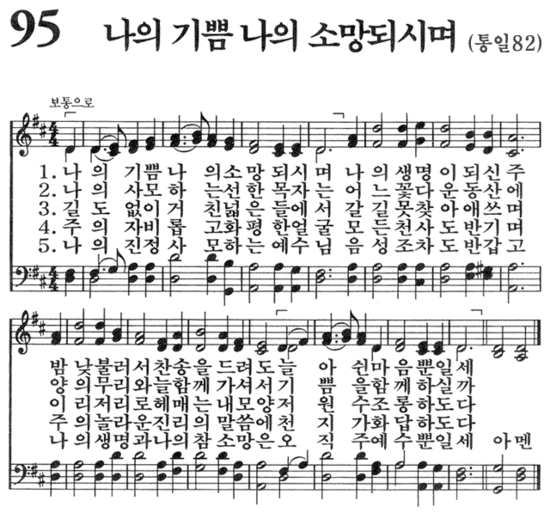 95 나의 기쁨 나의 소망되시며 (통일82)
보통으로
1. 나의 기쁨 나의 소망되시며 나의 생명이 되신 주
2. 나의 사모하는 선한 목자는 어느 꽃다운 동산에
3. 길도 없이 거친 넓은 들에서 갈 길 못 찾아 애쓰며
4. 주의 자비롭고 화평한 얼굴 모든 천사도 반기며
5. 나의 진정 사모하는 예수님 음성조차도 반갑고
밤낮 불러서 찬송을 드려도 늘 아쉰 마음 뿐일세
양의 무리와 늘 함께 가셔서 기쁨을 함께 하실까
이리저리로 헤매는 내 모양 저 원수 조롱하도다
주의 놀라운 진리의 말씀에 천지가 화답하도다
나의 생명과 나의 참 소망은 오직 주 예수뿐일세 아멘